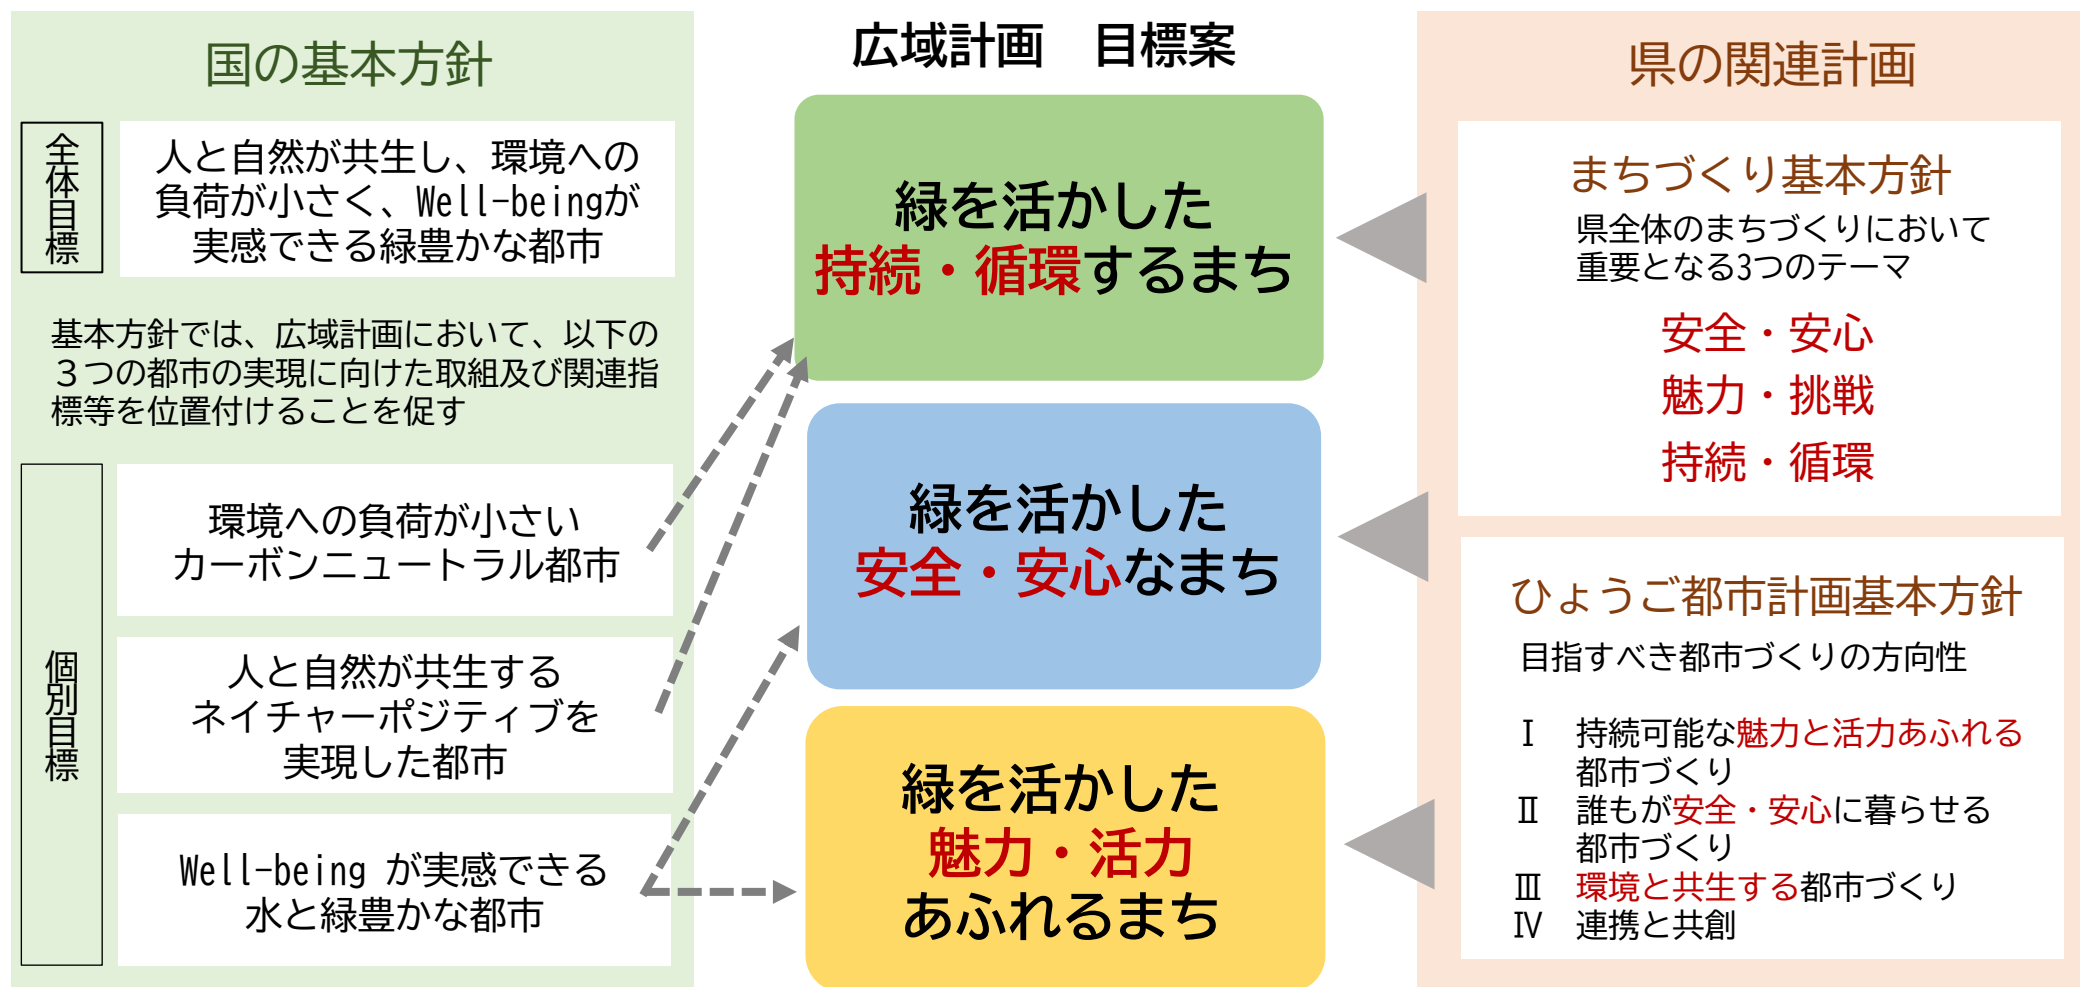 国の基本方針
全体目標
人と自然が共生し、環境への
負荷が小さく、Well-beingが
実感できる緑豊かな都市
基本方針では、広域計画において、以下の
３つの都市の実現に向けた取組及び関連指
標等を位置付けることを促す
個別目標
環境への負荷が小さい
カーボンニュートラル都市
人と自然が共生する
ネイチャーポジティブを
実現した都市
Well-being が実感できる
水と緑豊かな都市
広域計画　目標案
緑を活かした
持続・循環するまち
緑を活かした
安全・安心なまち
緑を活かした
魅力・活力
あふれるまち
県の関連計画
まちづくり基本方針
県全体のまちづくりにおいて
重要となる3つのテーマ
安全・安心
魅力・挑戦
持続・循環
ひょうご都市計画基本方針
目指すべき都市づくりの方向性
Ⅰ　持続可能な魅力と活力あふれる
都市づくり
Ⅱ　誰もが安全・安心に暮らせる
都市づくり
Ⅲ　環境と共生する都市づくり
Ⅳ　連携と共創